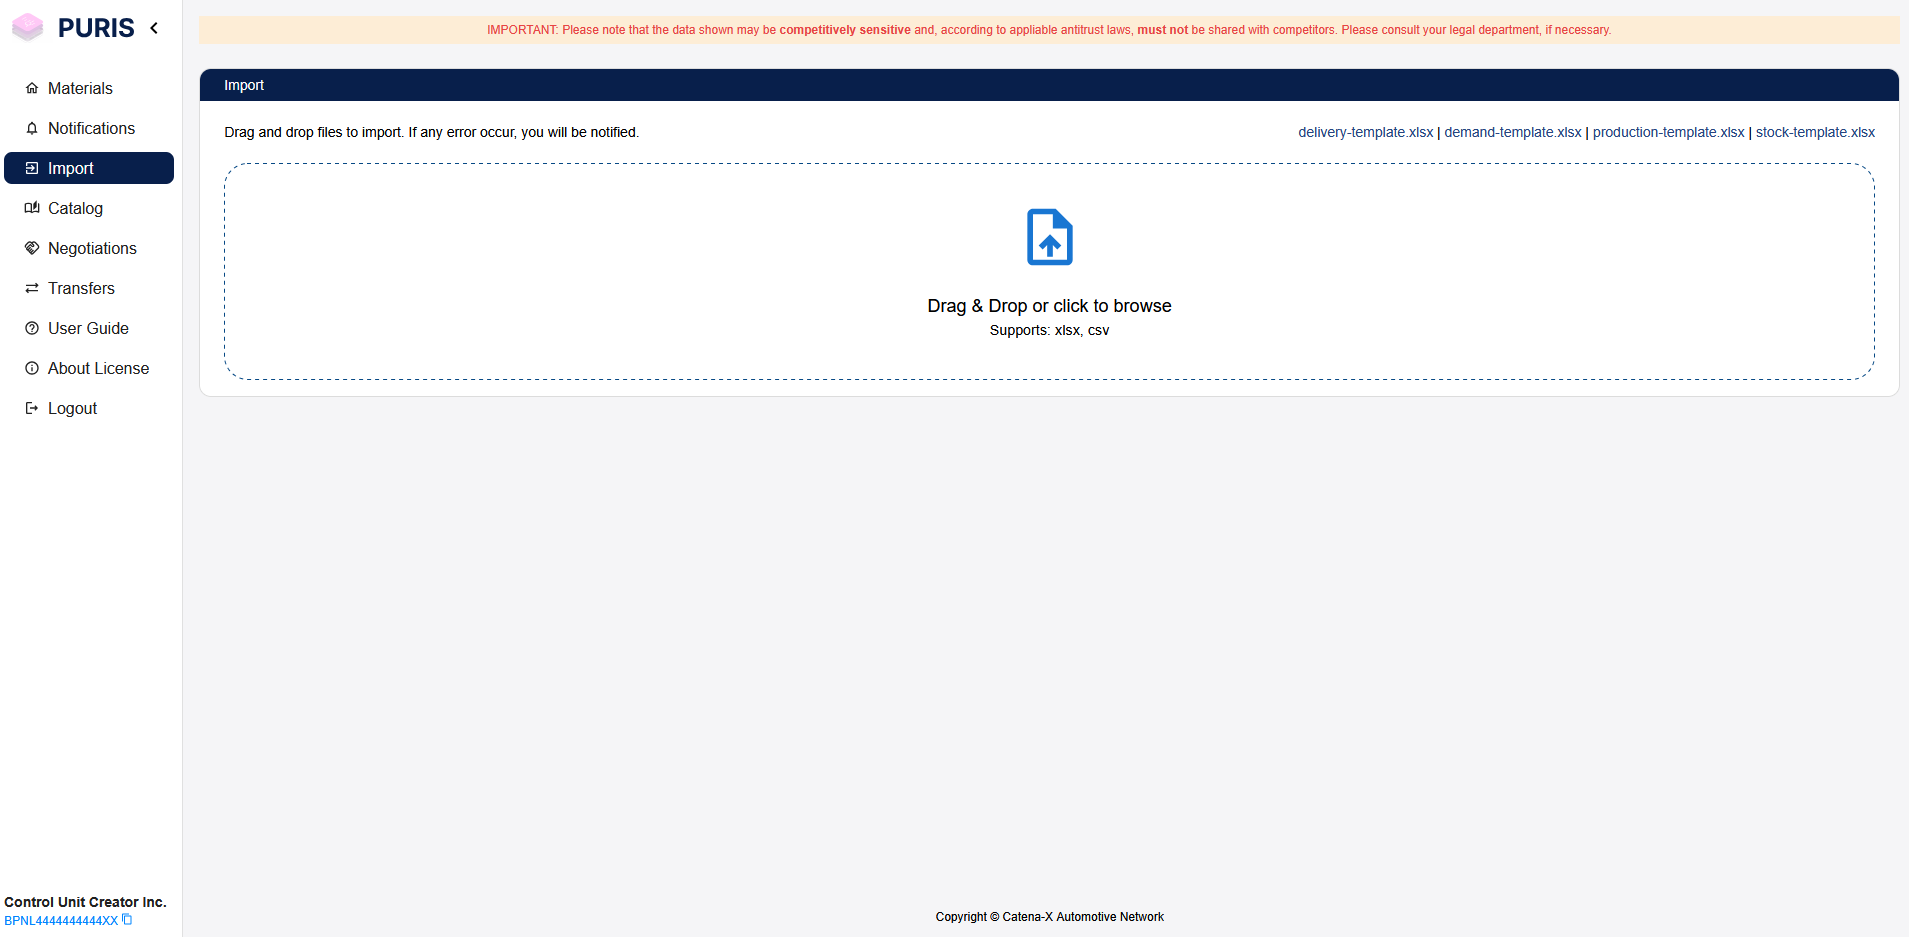 PURIS
IMPORTANT: Please note that the data shown may be competitively sensitive and, according to appliable antitrust laws, must not be shared with competitors. Please consult your legal department, if necessary.
Materials
Notifications
Import
Catalog
Negotiations
Transfers
User Guide
About License
Logout
Import
Drag and drop files to import. If any error occur, you will be notified.
delivery-template.xlsx | demand-template.xlsx | production-template.xlsx | stock-template.xlsx
Drag & Drop or click to browse
Supports: xlsx, csv
Control Unit Creator Inc.
BPNL4444444444XX
Copyright © Catena-X Automotive Network